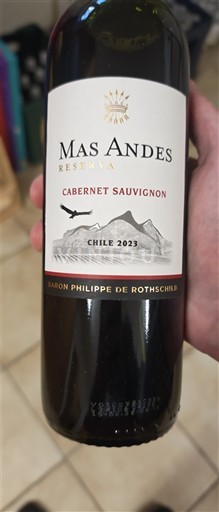 MAS ANDES
RESERVA
CABERNET SAUVIGNON
CHILE 2023
BARON PHILIPPE DE ROTHSCHILD